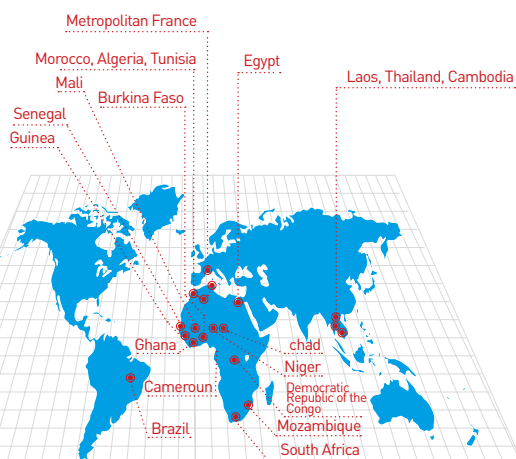 Metropolitan France
Morocco, Algeria, Tunisia
Egypt
Mali
Laos, Thailand, Cambodia
Burkina Faso
Senegal
Guinea
Ghana
chad
Niger
Cameroun
Democratic
Republic of the
Congo
Mozambique
Brazil
South Africa